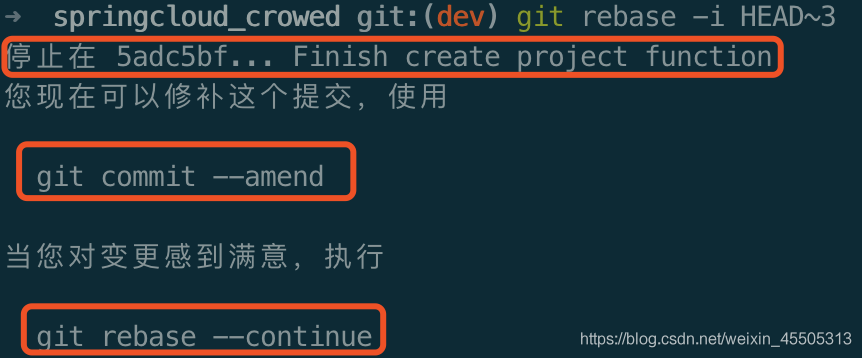 ➜ springcloud_crowed git:(dev) git rebase -i HEAD~3
停止在 5adc5bf... Finish create project function
您现在可以修补这个提交，使用
git commit --amend
当您对变更感到满意，执行
git rebase --continue
https://blog.csdn.net/weixin_45505313